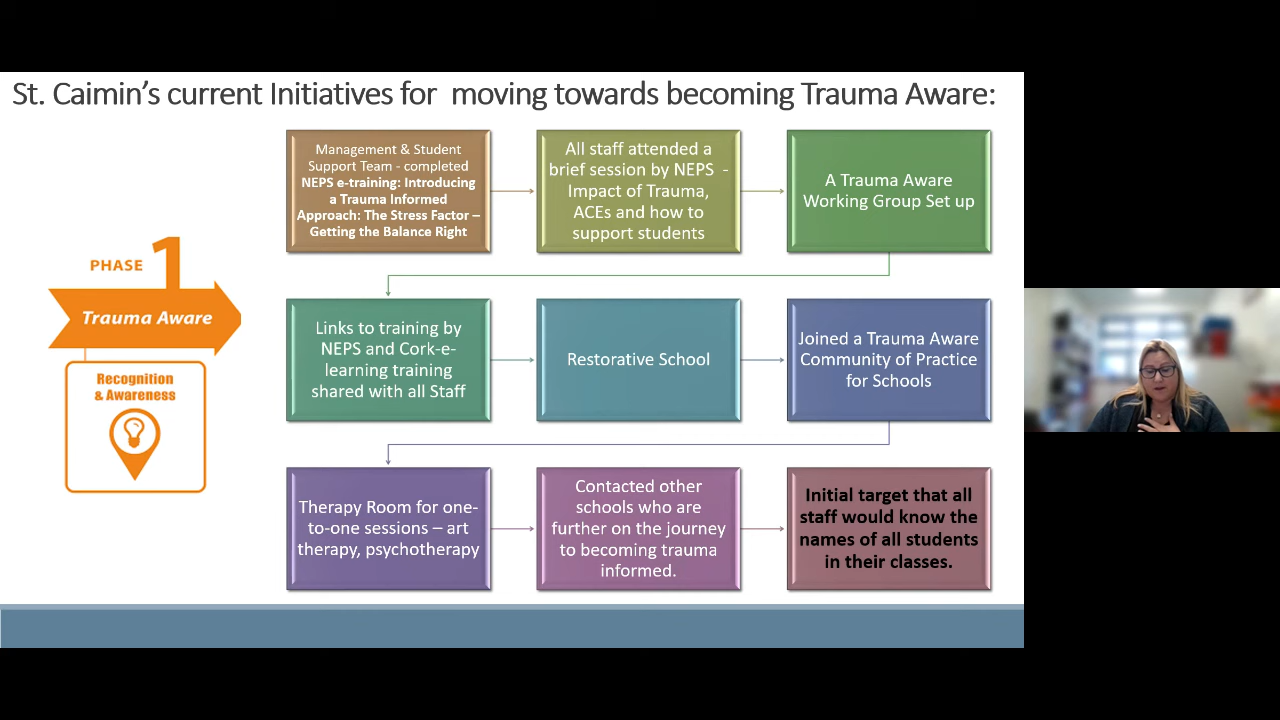 St. Caimin's current Initiatives for  moving towards becoming Trauma Aware:
PHASE 1
Trauma Aware
Recognition
& Awareness
Management & Student
Support Team - completed
NEPS e-training: Introducing
a Trauma Informed
Approach: The Stress Factor –
Getting the Balance Right
All staff attended a
brief session by NEPS  -
Impact of Trauma,
ACEs and how to
support students
A Trauma Aware
Working Group Set up
Links to training by
NEPS and Cork-e-
learning training
shared with all Staff
Restorative School
Joined a Trauma Aware
Community of Practice
for Schools
Therapy Room for one-
to-one sessions – art
therapy, psychotherapy
Contacted other
schools who are
further on the journey
to becoming trauma
informed.
Initial target that all
staff would know the
names of all students
in their classes.